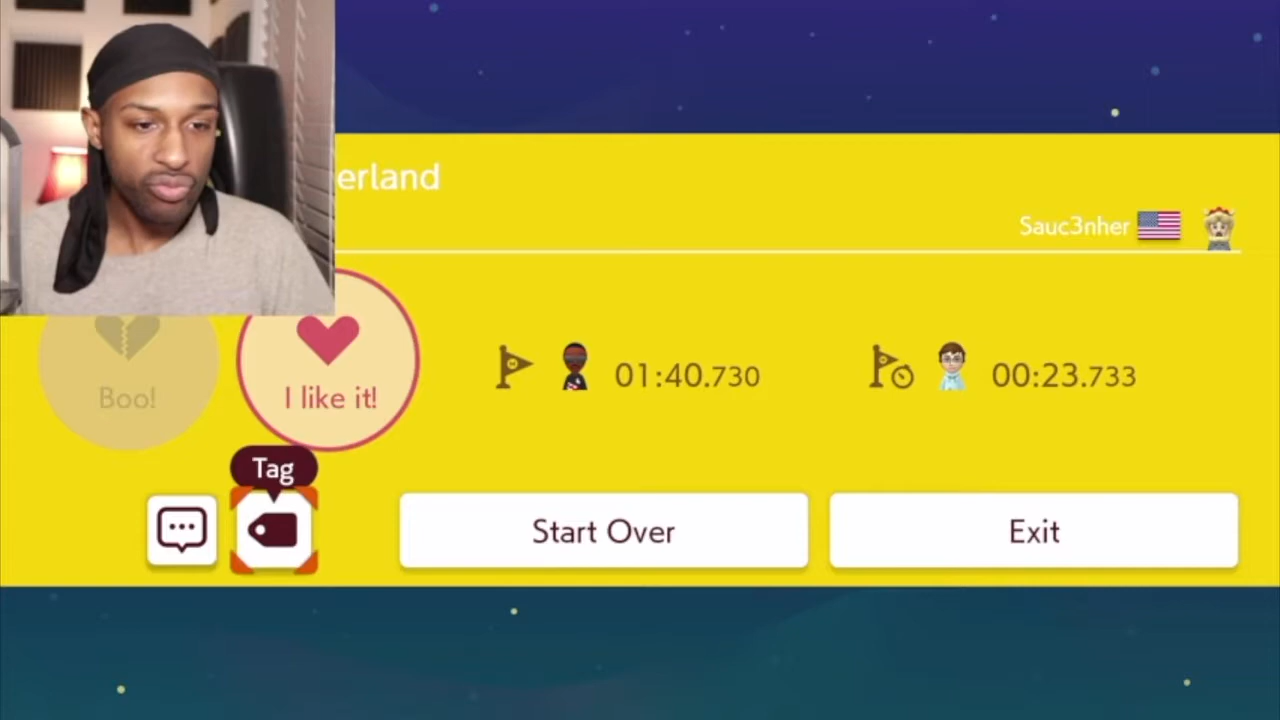 erland
Sauc3nher
Boo!
I like it!
01:40.730
00:23.733
Tag
Start Over
Exit